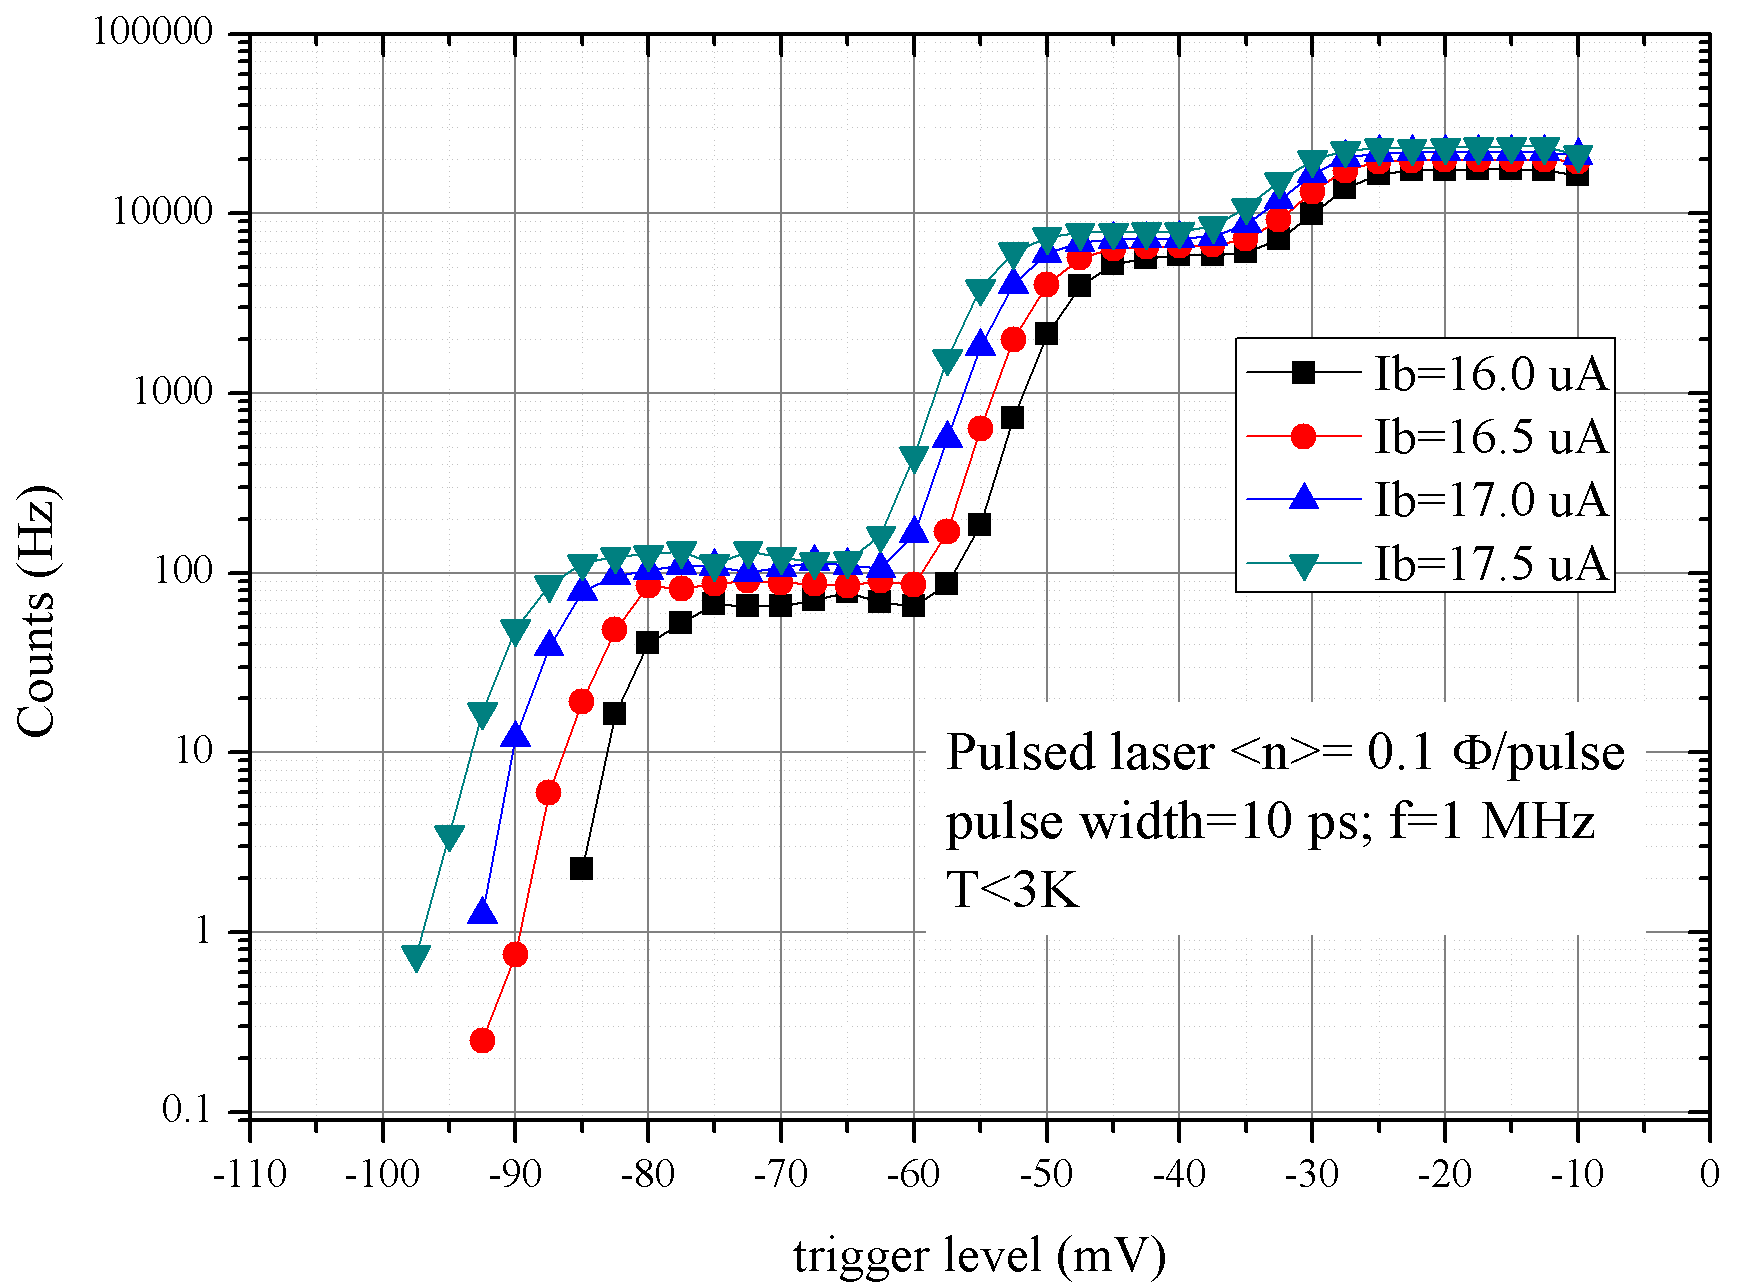 100000
10000
1000
100
10
1
0.1
Counts (Hz)
Ib=16.0 uA
Ib=16.5 uA
Ib=17.0 uA
Ib=17.5 uA
Pulsed laser <n>= 0.1 Φ/pulse
pulse width=10 ps; f=1 MHz
T<3K
-110 -100 -90 -80 -70 -60 -50 -40 -30 -20 -10 0
trigger level (mV)